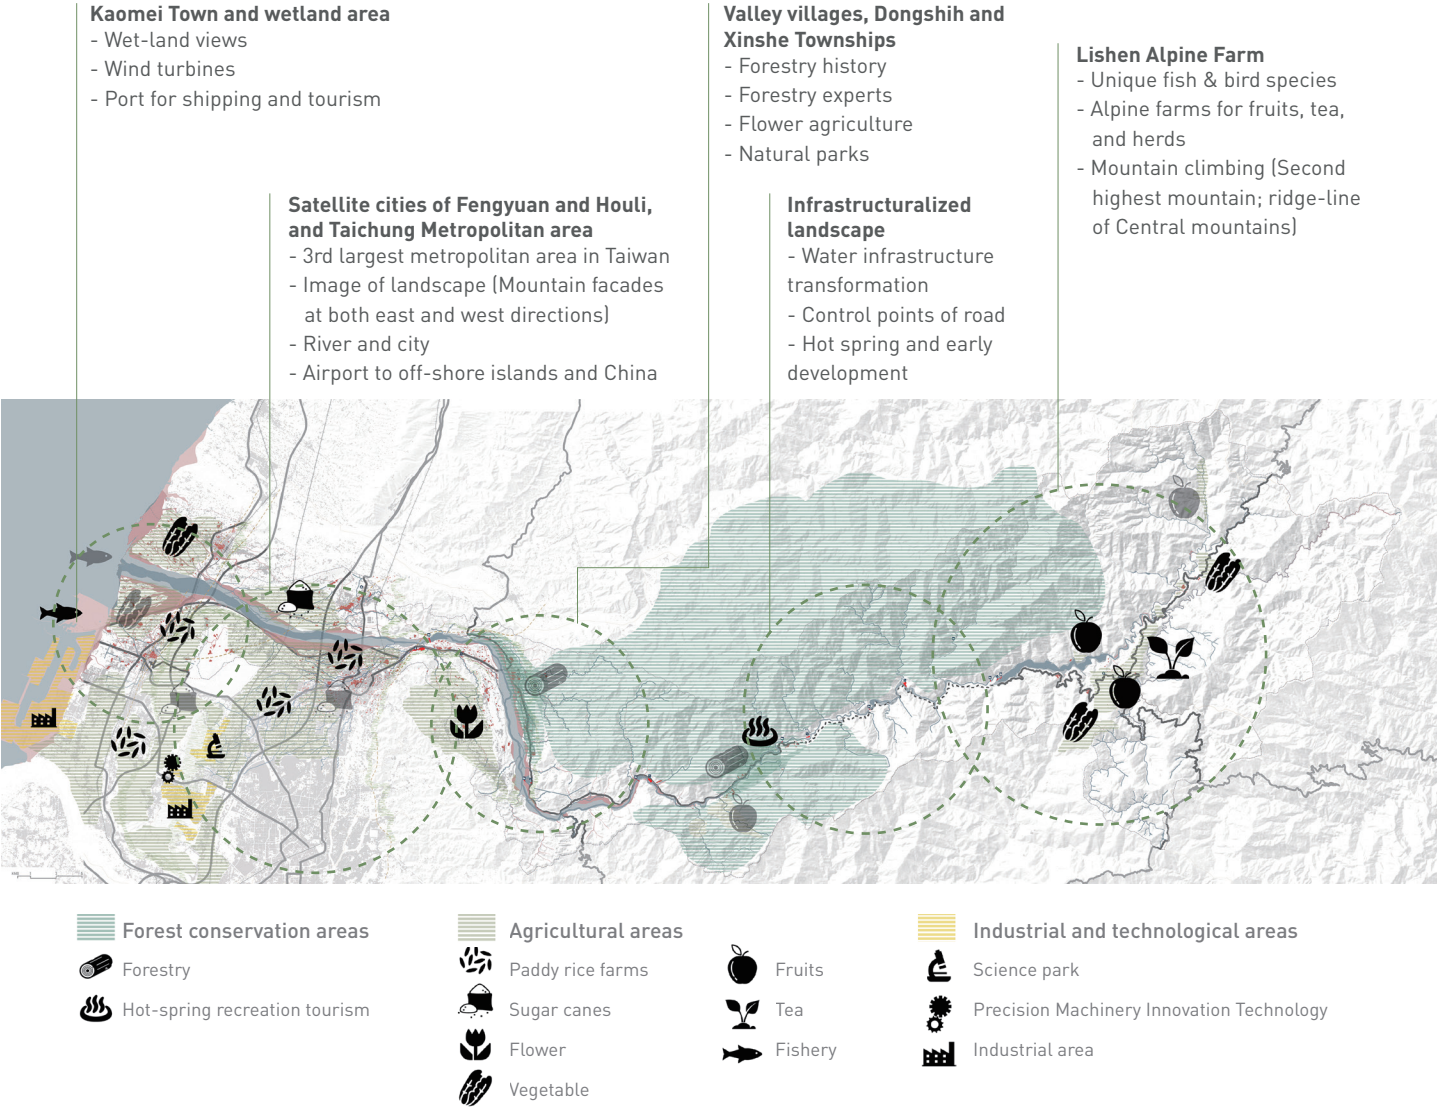 Kaomei Town and wetland area
- Wet-land views
- Wind turbines
- Port for shipping and tourism
Satellite cities of Fengyuan and Houli,
and Taichung Metropolitan area
- 3rd largest metropolitan area in Taiwan
- Image of landscape (Mountain facades
at both east and west directions)
- River and city
- Airport to off-shore islands and China
Valley villages, Dongshih and
Xinshe Townships
- Forestry history
- Forestry experts
- Flower agriculture
- Natural parks
Infrastructuralized
landscape
- Water infrastructure
transformation
- Control points of road
- Hot spring and early
development
Lishen Alpine Farm
- Unique fish & bird species
- Alpine farms for fruits, tea,
and herds
- Mountain climbing (Second
highest mountain; ridge-line
of Central mountains)
Forest conservation areas
Forestry
Hot-spring recreation tourism
Agricultural areas
Paddy rice farms
Sugar canes
Flower
Vegetable
Fruits
Tea
Fishery
Industrial and technological areas
Science park
Precision Machinery Innovation Technology
Industrial area